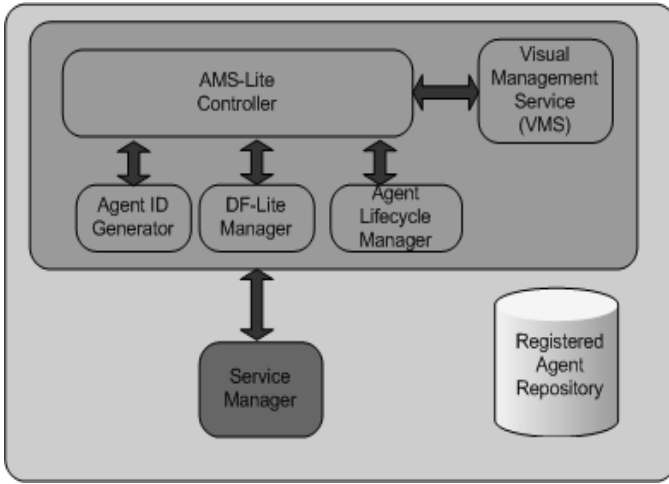 AMS-Lite
Controller
Visual
Management
Service
(VMS)
Agent ID
Generator
DF-Lite
Manager
Agent
Lifecycle
Manager
Service
Manager
Registered
Agent
Repository